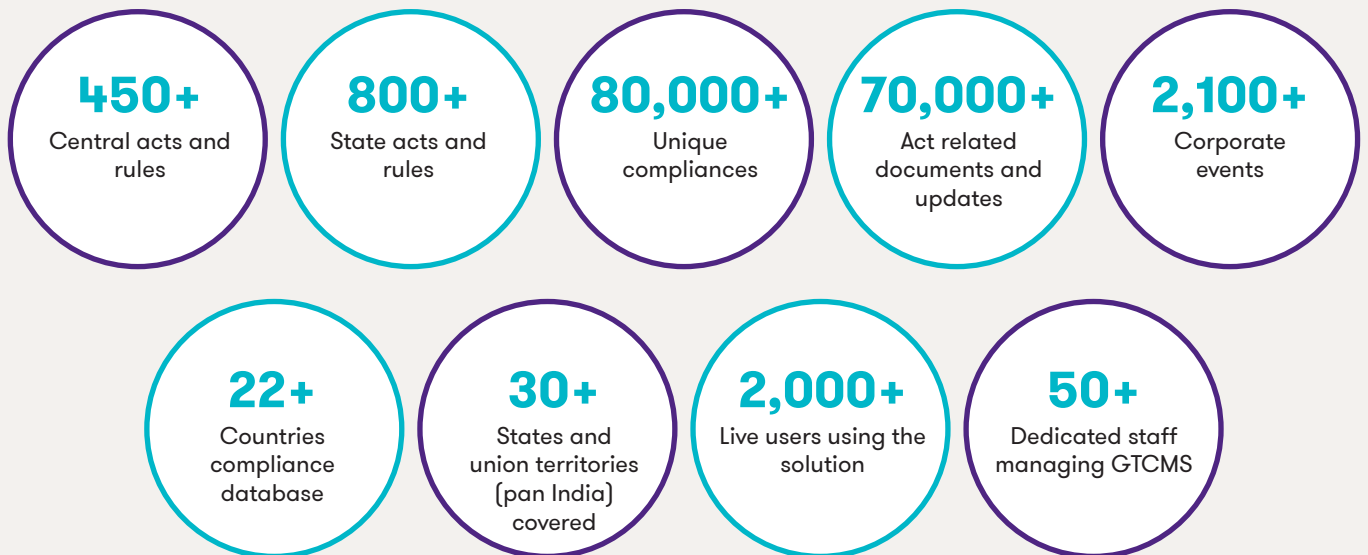 450+
Central acts and
rules
800+
State acts and
rules
80,000+
Unique
compliances
70,000+
Act related
documents and
updates
2,100+
Corporate
events
22+
Countries
compliance
database
30+
States and
union territories
(pan India)
covered
2,000+
Live users using the
solution
50+
Dedicated staff
managing GTCMS